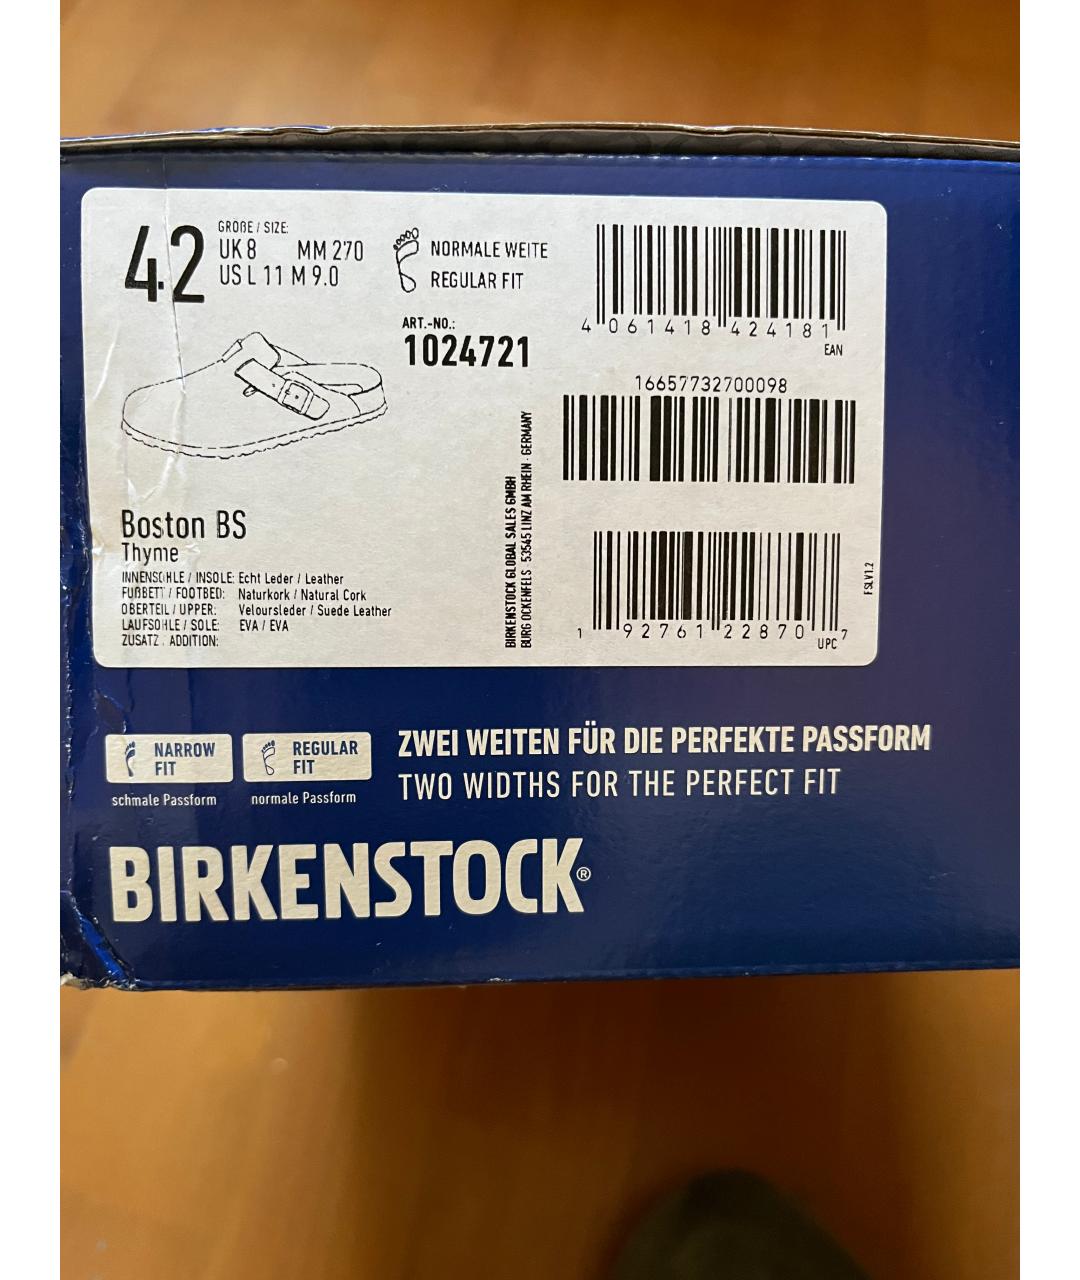 42
GRÖẞE / SIZE:
UK 8 MM 270
US L 11 M 9.0
NORMALE WEITE
REGULAR FIT
ART.-NO.:
1024721
4 061418 424181
EAN
16657732700098
Boston BS
Thyme
INNENSOHLE / INSOLE: Echt Leder / Leather
FUẞBETT / FOOTBED: Naturkork / Natural Cork
OBERTEIL / UPPER: Veloursleder / Suede Leather
LAUFSOHLE / SOLE: EVA / EVA
ZUSATZ . ADDITION:
BIRKENSTOCK GLOBAL SALES GMBH
BURG OCKENFELS · 53545 LINZ AM RHEIN · GERMANY
1 92761 22870 7
UPC
FSLV1.2
NARROW FIT
schmale Passform
REGULAR FIT
normale Passform
ZWEI WEITEN FÜR DIE PERFEKTE PASSFORM
TWO WIDTHS FOR THE PERFECT FIT
BIRKENSTOCK®